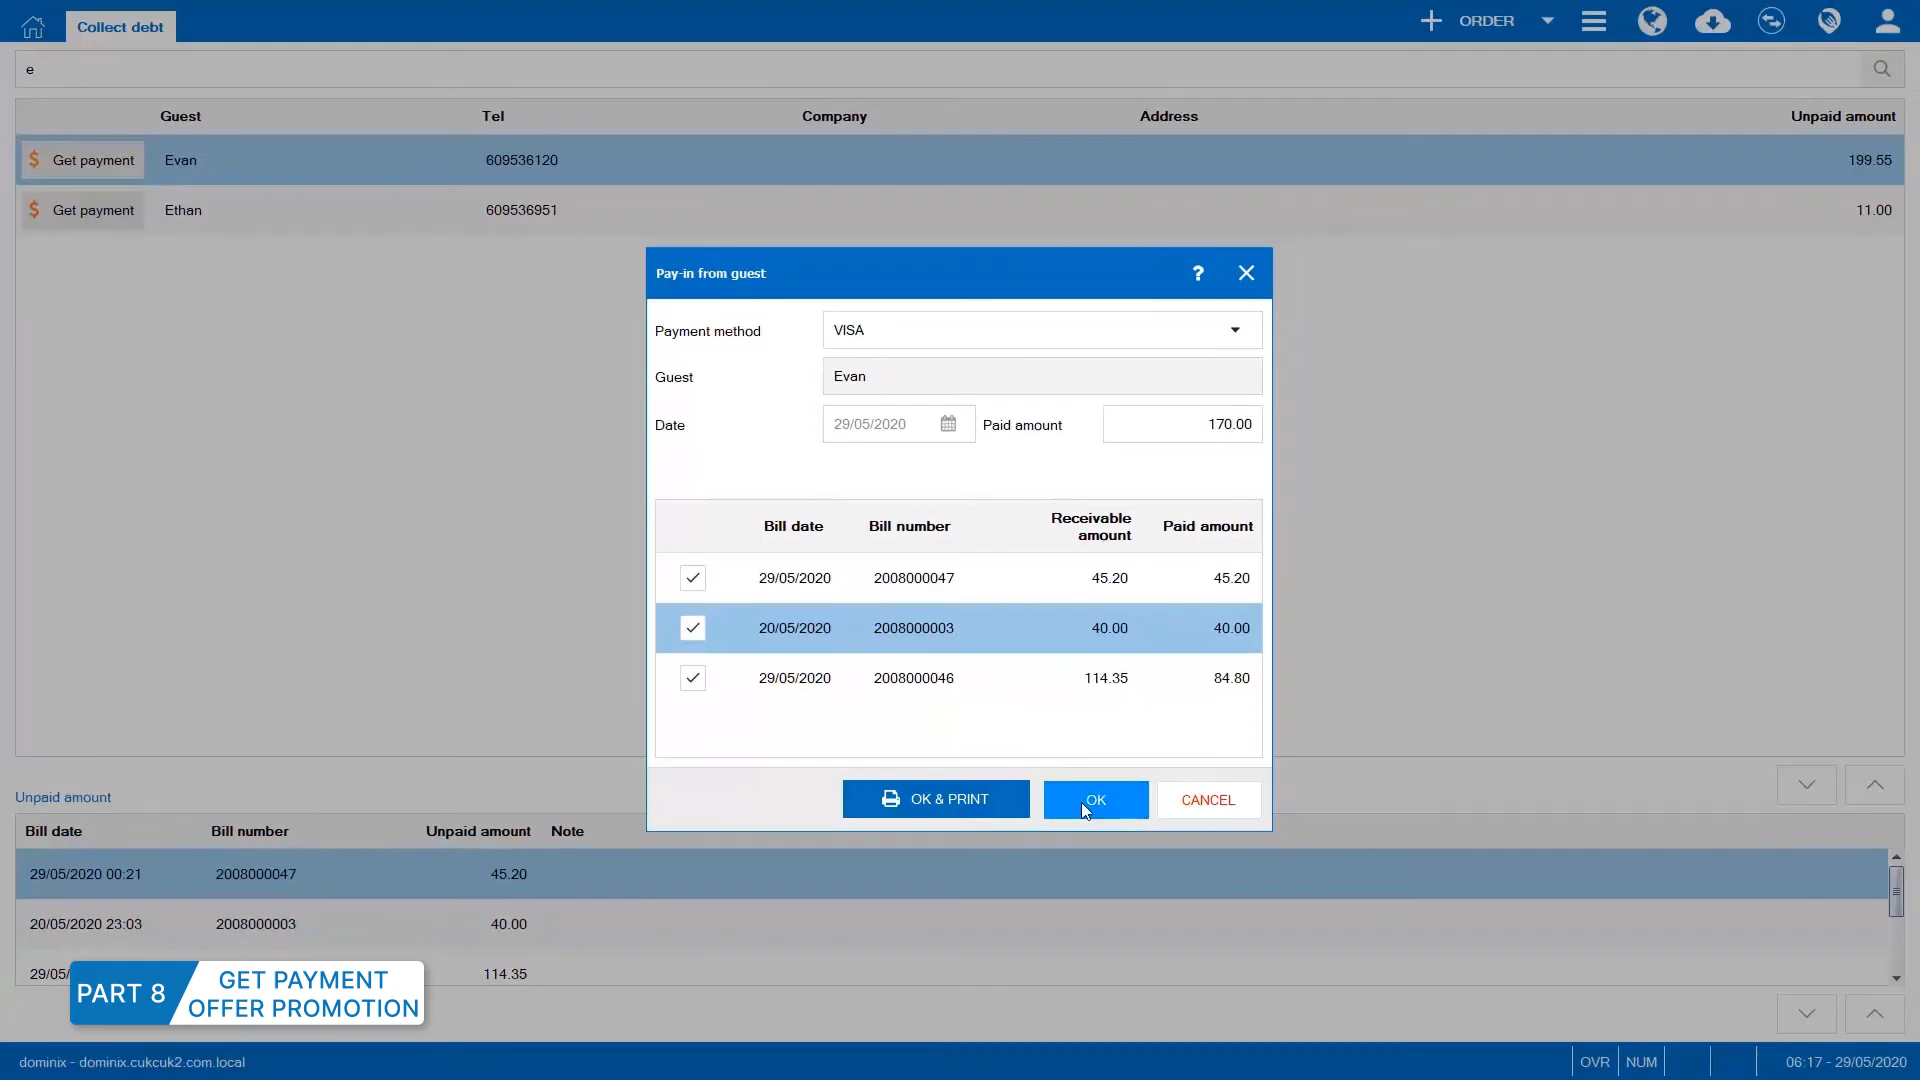 Collect debt
ORDER
e
Guest Tel Company Address Unpaid amount
$ Get payment Evan 609536120 199.55
$ Get payment Ethan 609536951 11.00
Pay-in from guest ?
Payment method VISA
Guest Evan
Date 29/05/2020 Paid amount 170.00
Bill date Bill number Receivable amount Paid amount
29/05/2020 2008000047 45.20 45.20
20/05/2020 2008000003 40.00 40.00
29/05/2020 2008000046 114.35 84.80
OK & PRINT OK CANCEL
Unpaid amount
Bill date Bill number Unpaid amount Note
29/05/2020 00:21 2008000047 45.20
20/05/2020 23:03 2008000003 40.00
29/05/ 114.35
PART 8 GET PAYMENT
OFFER PROMOTION
dominix - dominix.cukcuk2.com.local OVR NUM 06:17 - 29/05/2020